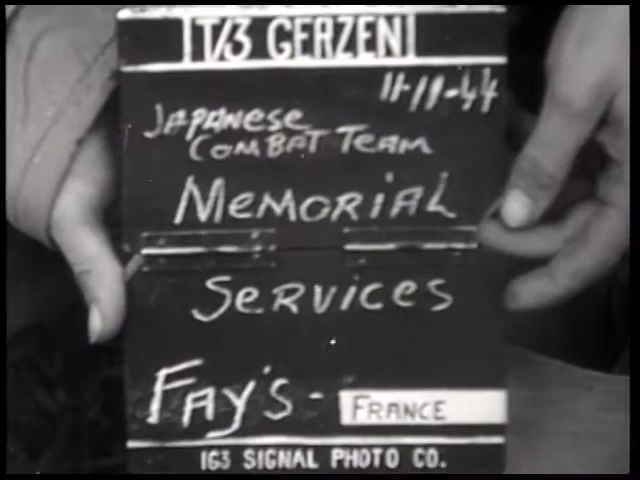 T/3 GERZEN
11-11-44
JAPANESE
COMBAT TEAM
MEMORIAL
SERVICES
FAY'S - FRANCE
163 SIGNAL PHOTO CO.